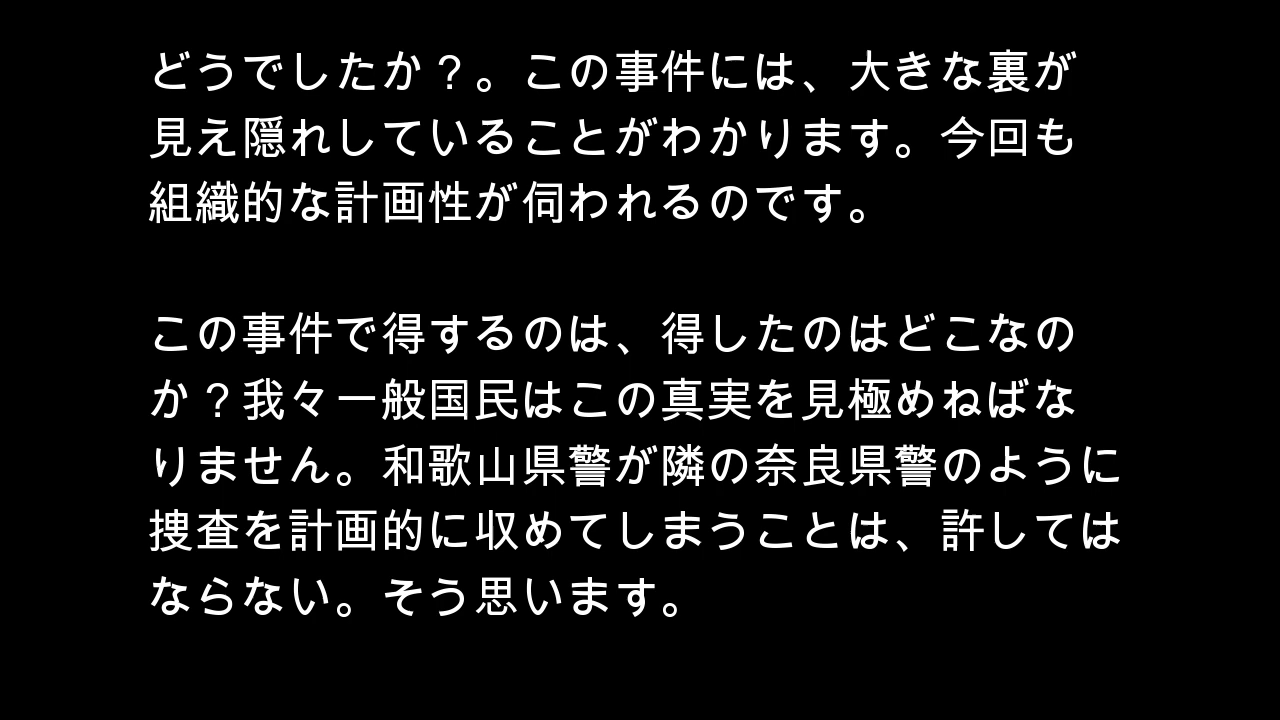 どうでしたか？。この事件には、大きな裏が
見え隠れしていることがわかります。今回も
組織的な計画性が伺われるのです。
この事件で得するのは、得したのはどこなの
か？我々一般国民はこの真実を見極めねばな
りません。和歌山県警が隣の奈良県警のように
捜査を計画的に収めてしまうことは、許しては
ならない。そう思います。